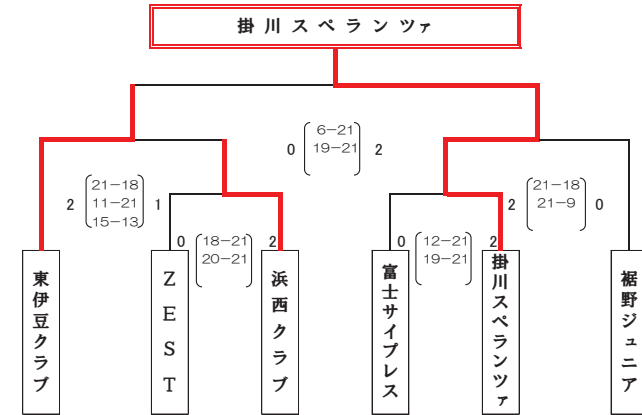 掛川スペランツァ
6-21
0 19-21 2
21-18
2 11-21 1
15-13
21-18
2 21-9 0
0 18-21 2
20-21
0 12-21 2
19-21
東伊豆クラブ
ZEST
浜西クラブ
富士サイプレス
掛川スペランツァ
裾野ジュニア